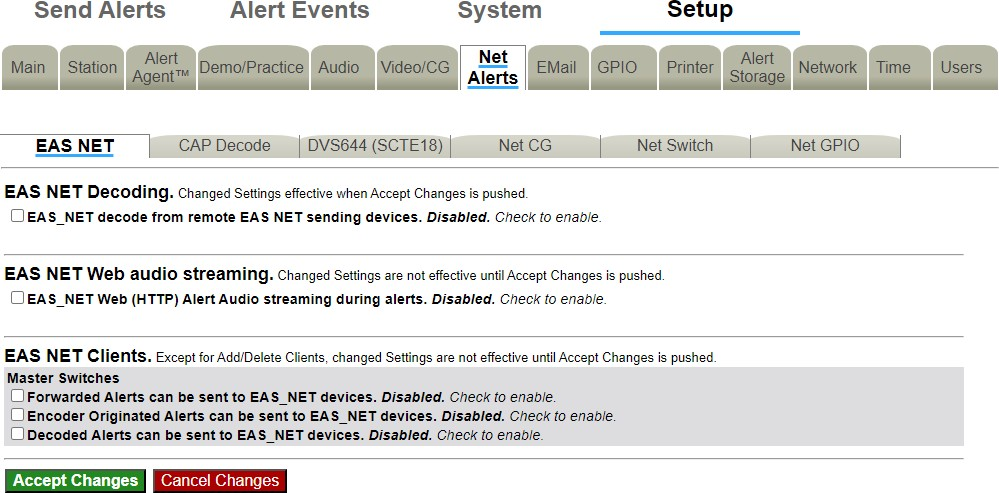 Send Alerts Alert Events System Setup
Main Station Alert Agent™ Demo/Practice Audio Video/CG Net Alerts EMail GPIO Printer Alert Storage Network Time Users
EAS NET CAP Decode DVS644 (SCTE18) Net CG Net Switch Net GPIO
EAS NET Decoding. Changed Settings effective when Accept Changes is pushed.
EAS_NET decode from remote EAS NET sending devices. Disabled. Check to enable.
EAS NET Web audio streaming. Changed Settings are not effective until Accept Changes is pushed.
EAS_NET Web (HTTP) Alert Audio streaming during alerts. Disabled. Check to enable.
EAS NET Clients. Except for Add/Delete Clients, changed Settings are not effective until Accept Changes is pushed.
Master Switches
Forwarded Alerts can be sent to EAS_NET devices. Disabled. Check to enable.
Encoder Originated Alerts can be sent to EAS_NET devices. Disabled. Check to enable.
Decoded Alerts can be sent to EAS_NET devices. Disabled. Check to enable.
Accept Changes Cancel Changes